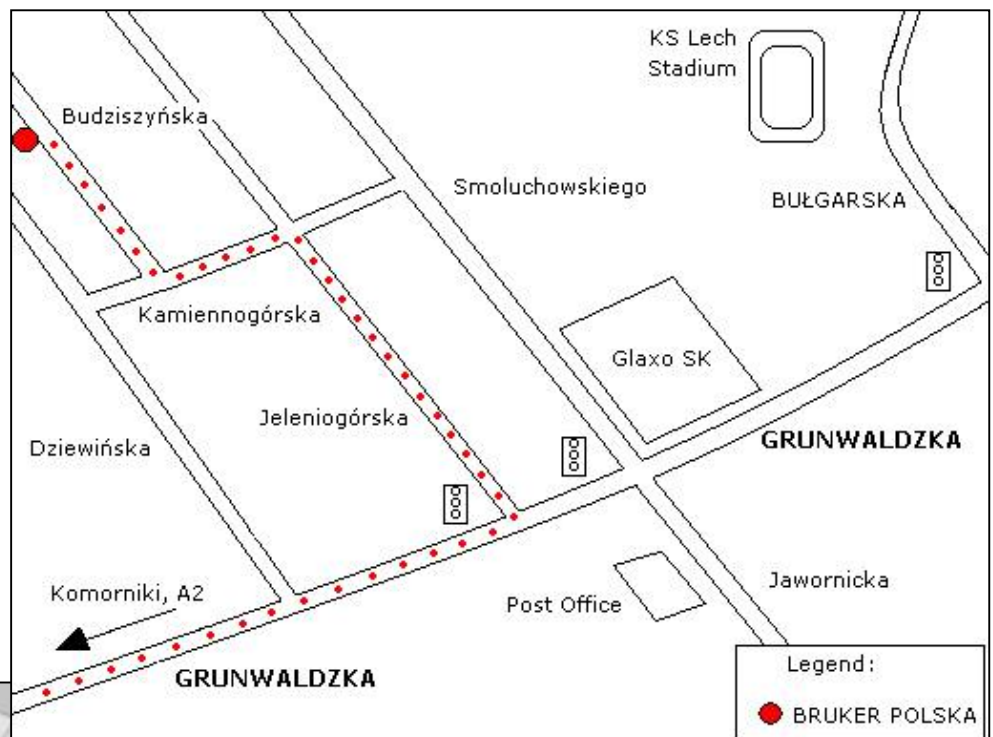 KS Lech
Stadium
Budziszyńska
Smoluchowskiego
BUŁGARSKA
Kamiennogórska
Glaxo SK
Jeleniogórska
Dziewińska
GRUNWALDZKA
Komorniki, A2
Post Office
Jawornicka
GRUNWALDZKA
Legend:
BRUKER POLSKA